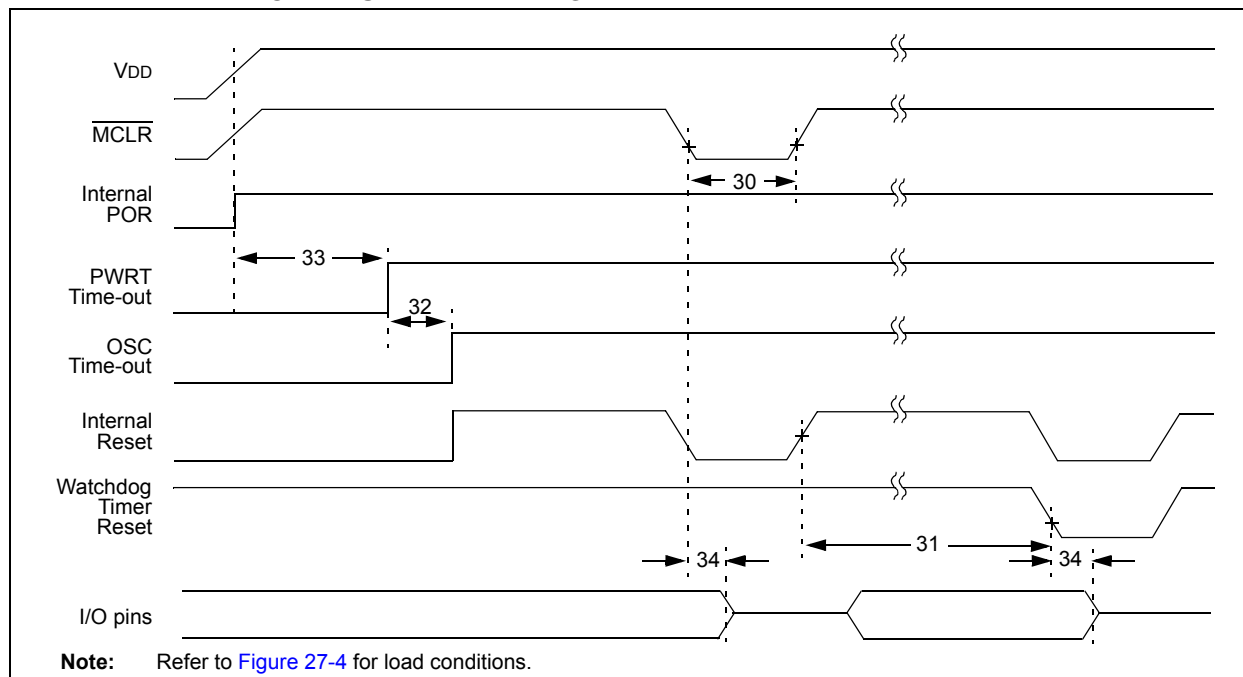 VDD
MCLR
30
Internal
POR
33
PWRT
Time-out
32
OSC
Time-out
Internal
Reset
Watchdog
Timer
Reset
31
34
34
I/O pins
Note: Refer to Figure 27-4 for load conditions.